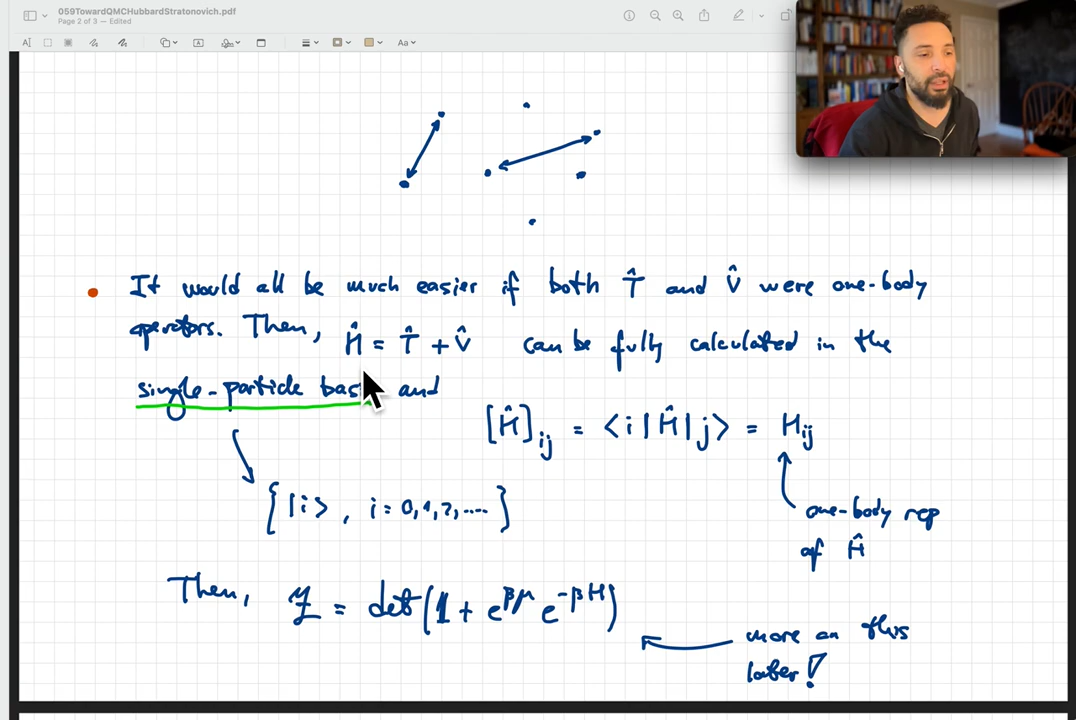 059TowardQMCHubbardStratonovich.pdf
Page 2 of 3 — Edited
It would all be much easier if both T̂ and V̂ were one-body
operators. Then, Ĥ = T̂ + V̂ can be fully calculated in the
single-particle bas and
[Ĥ]ij = <i|Ĥ|j> = Hij
{|i>, i = 0,1,2,....}
one-body rep
of Ĥ
Then, Z = det(1 + e^βμ e^-βH)
more on this
later!